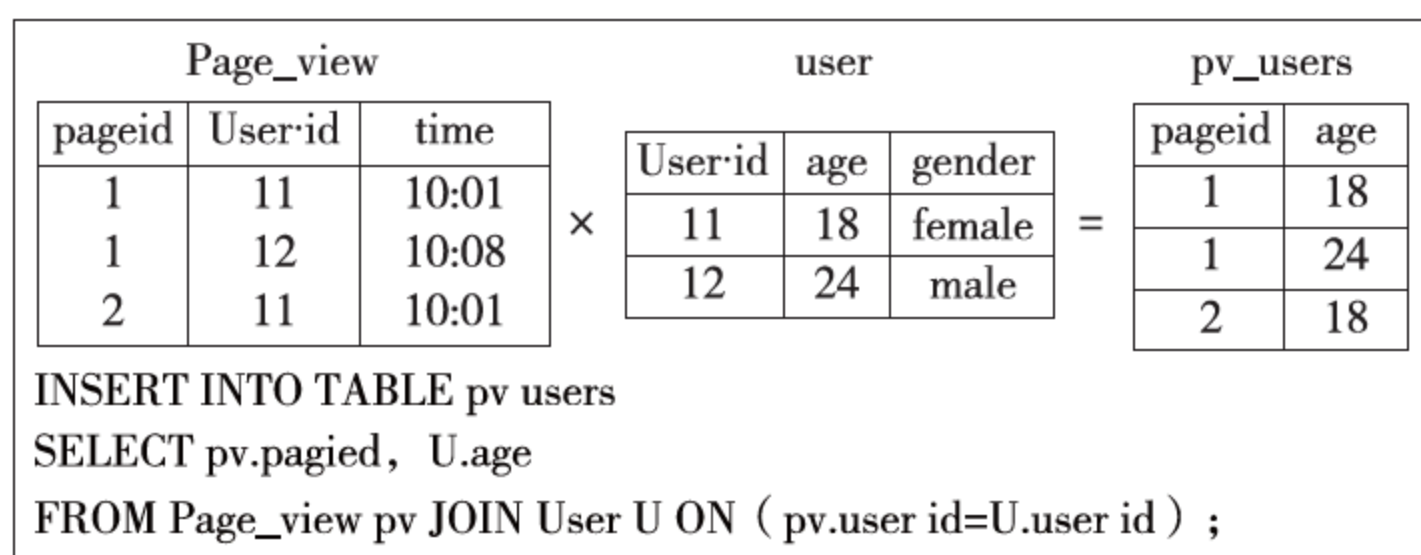 Page_view user pv_users
pageid User·id time
1 11 10:01
1 12 10:08
2 11 10:01
×
User·id age gender
11 18 female
12 24 male
=
pageid age
1 18
1 24
2 18
INSERT INTO TABLE pv users
SELECT pv.pagied，U.age
FROM Page_view pv JOIN User U ON（pv.user id=U.user id）；